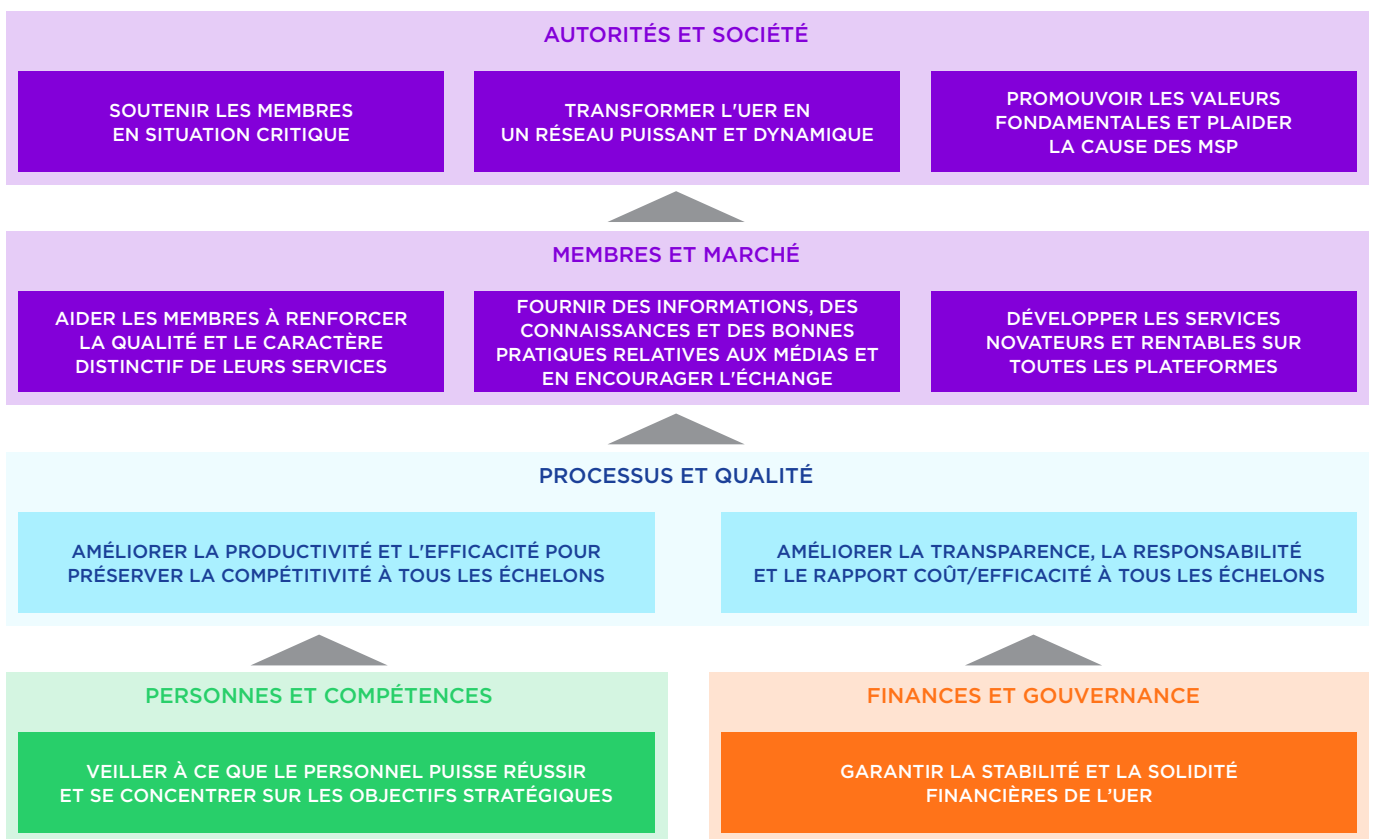 AUTORITÉS ET SOCIÉTÉ
SOUTENIR LES MEMBRES
EN SITUATION CRITIQUE
TRANSFORMER L'UER EN
UN RÉSEAU PUISSANT ET DYNAMIQUE
PROMOUVOIR LES VALEURS
FONDAMENTALES ET PLAIDER
LA CAUSE DES MSP
MEMBRES ET MARCHÉ
AIDER LES MEMBRES À RENFORCER
LA QUALITÉ ET LE CARACTÈRE
DISTINCTIF DE LEURS SERVICES
FOURNIR DES INFORMATIONS, DES
CONNAISSANCES ET DES BONNES
PRATIQUES RELATIVES AUX MÉDIAS ET
EN ENCOURAGER L'ÉCHANGE
DÉVELOPPER LES SERVICES
NOVATEURS ET RENTABLES SUR
TOUTES LES PLATEFORMES
PROCESSUS ET QUALITÉ
AMÉLIORER LA PRODUCTIVITÉ ET L'EFFICACITÉ POUR
PRÉSERVER LA COMPÉTITIVITÉ À TOUS LES ÉCHELONS
AMÉLIORER LA TRANSPARENCE, LA RESPONSABILITÉ
ET LE RAPPORT COÛT/EFFICACITÉ À TOUS LES ÉCHELONS
PERSONNES ET COMPÉTENCES
VEILLER À CE QUE LE PERSONNEL PUISSE RÉUSSIR
ET SE CONCENTRER SUR LES OBJECTIFS STRATÉGIQUES
FINANCES ET GOUVERNANCE
GARANTIR LA STABILITÉ ET LA SOLIDITÉ
FINANCIÈRES DE L’UER